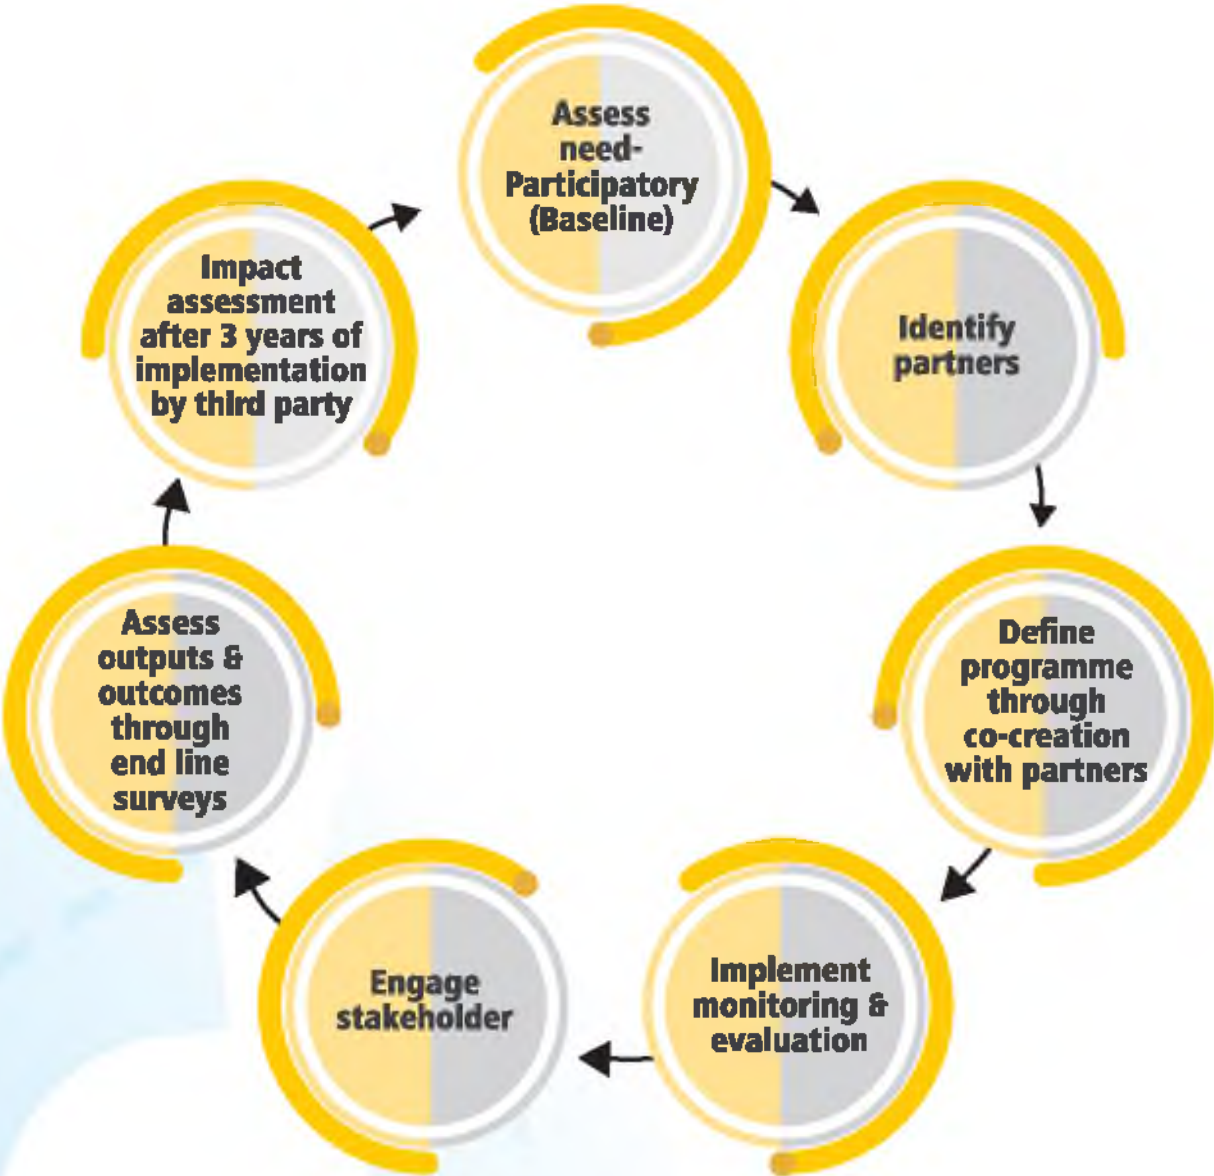 Assess
need-
Participatory
(Baseline)
Identify
partners
Define
programme
through
co-creation
with partners
Implement
monitoring &
evaluation
Engage
stakeholder
Assess
outputs &
outcomes
through
end line
surveys
Impact
assessment
after 3 years of
implementation
by third party